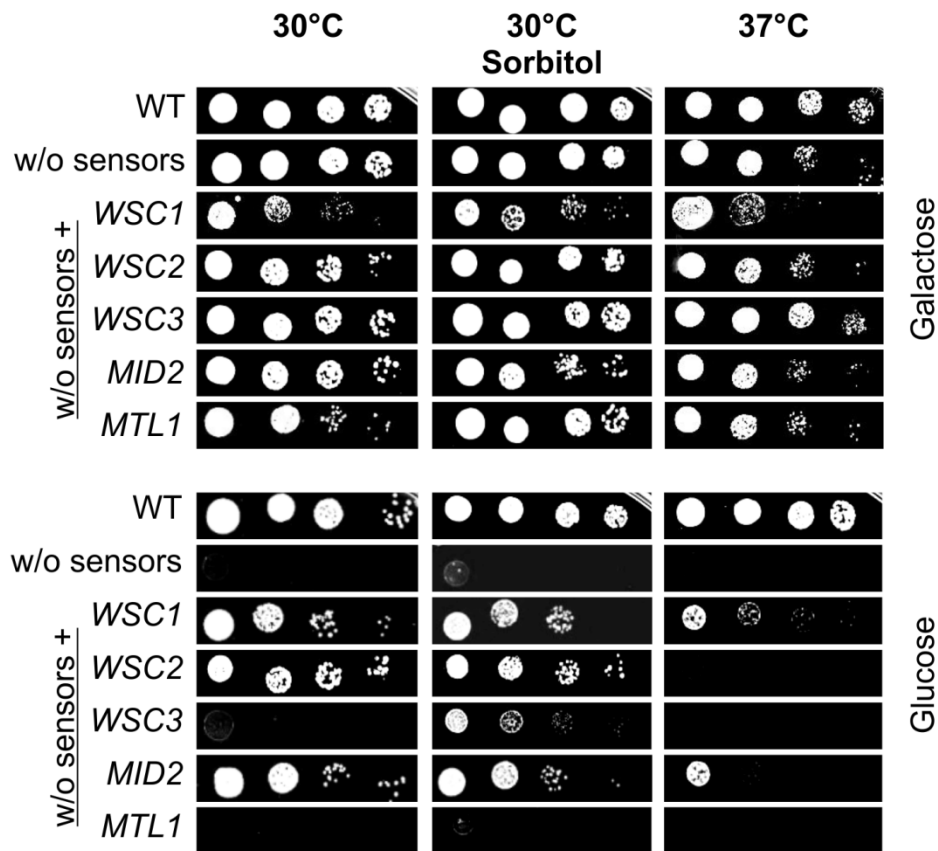 30°C 30°C 37°C
Sorbitol
WT
w/o sensors
w/o sensors +
WSC1
WSC2
WSC3
MID2
MTL1
Galactose
WT
w/o sensors
w/o sensors +
WSC1
WSC2
WSC3
MID2
MTL1
Glucose